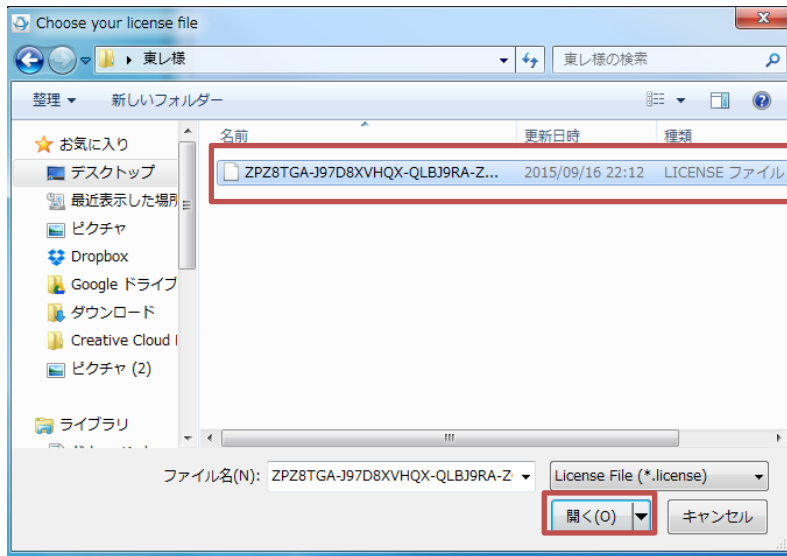 Choose your license file
東レ様
東レ様の検索
整理
新しいフォルダー
名前
更新日時
種類
お気に入り
デスクトップ
最近表示した場所
ピクチャ
Dropbox
Google ドライブ
ダウンロード
Creative Cloud
ピクチャ (2)
ライブラリ
ZPZ8TGA-J97D8XVHQX-QLBJ9RA-Z...
2015/09/16 22:12
LICENSE ファイル
ファイル名(N):
ZPZ8TGA-J97D8XVHQX-QLBJ9RA-Z
License File (*.license)
開く(O)
キャンセル